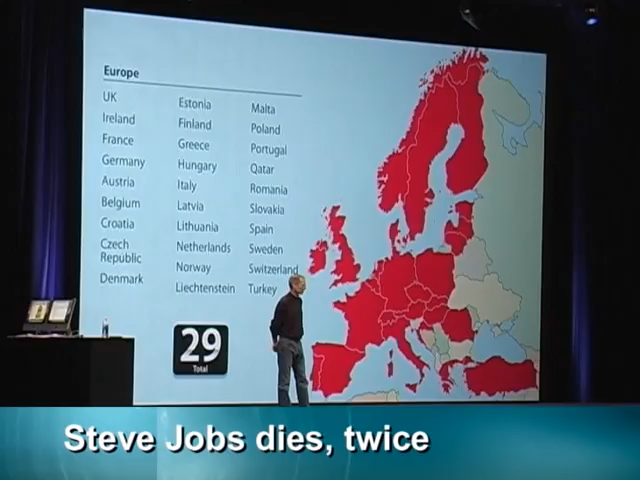 Europe
UK
Ireland
France
Germany
Austria
Belgium
Croatia
Czech
Republic
Denmark
Estonia
Finland
Greece
Hungary
Italy
Latvia
Lithuania
Netherlands
Norway
Liechtenstein
Malta
Poland
Portugal
Qatar
Romania
Slovakia
Spain
Sweden
Switzerland
Turkey
29
Total
Steve Jobs dies, twice